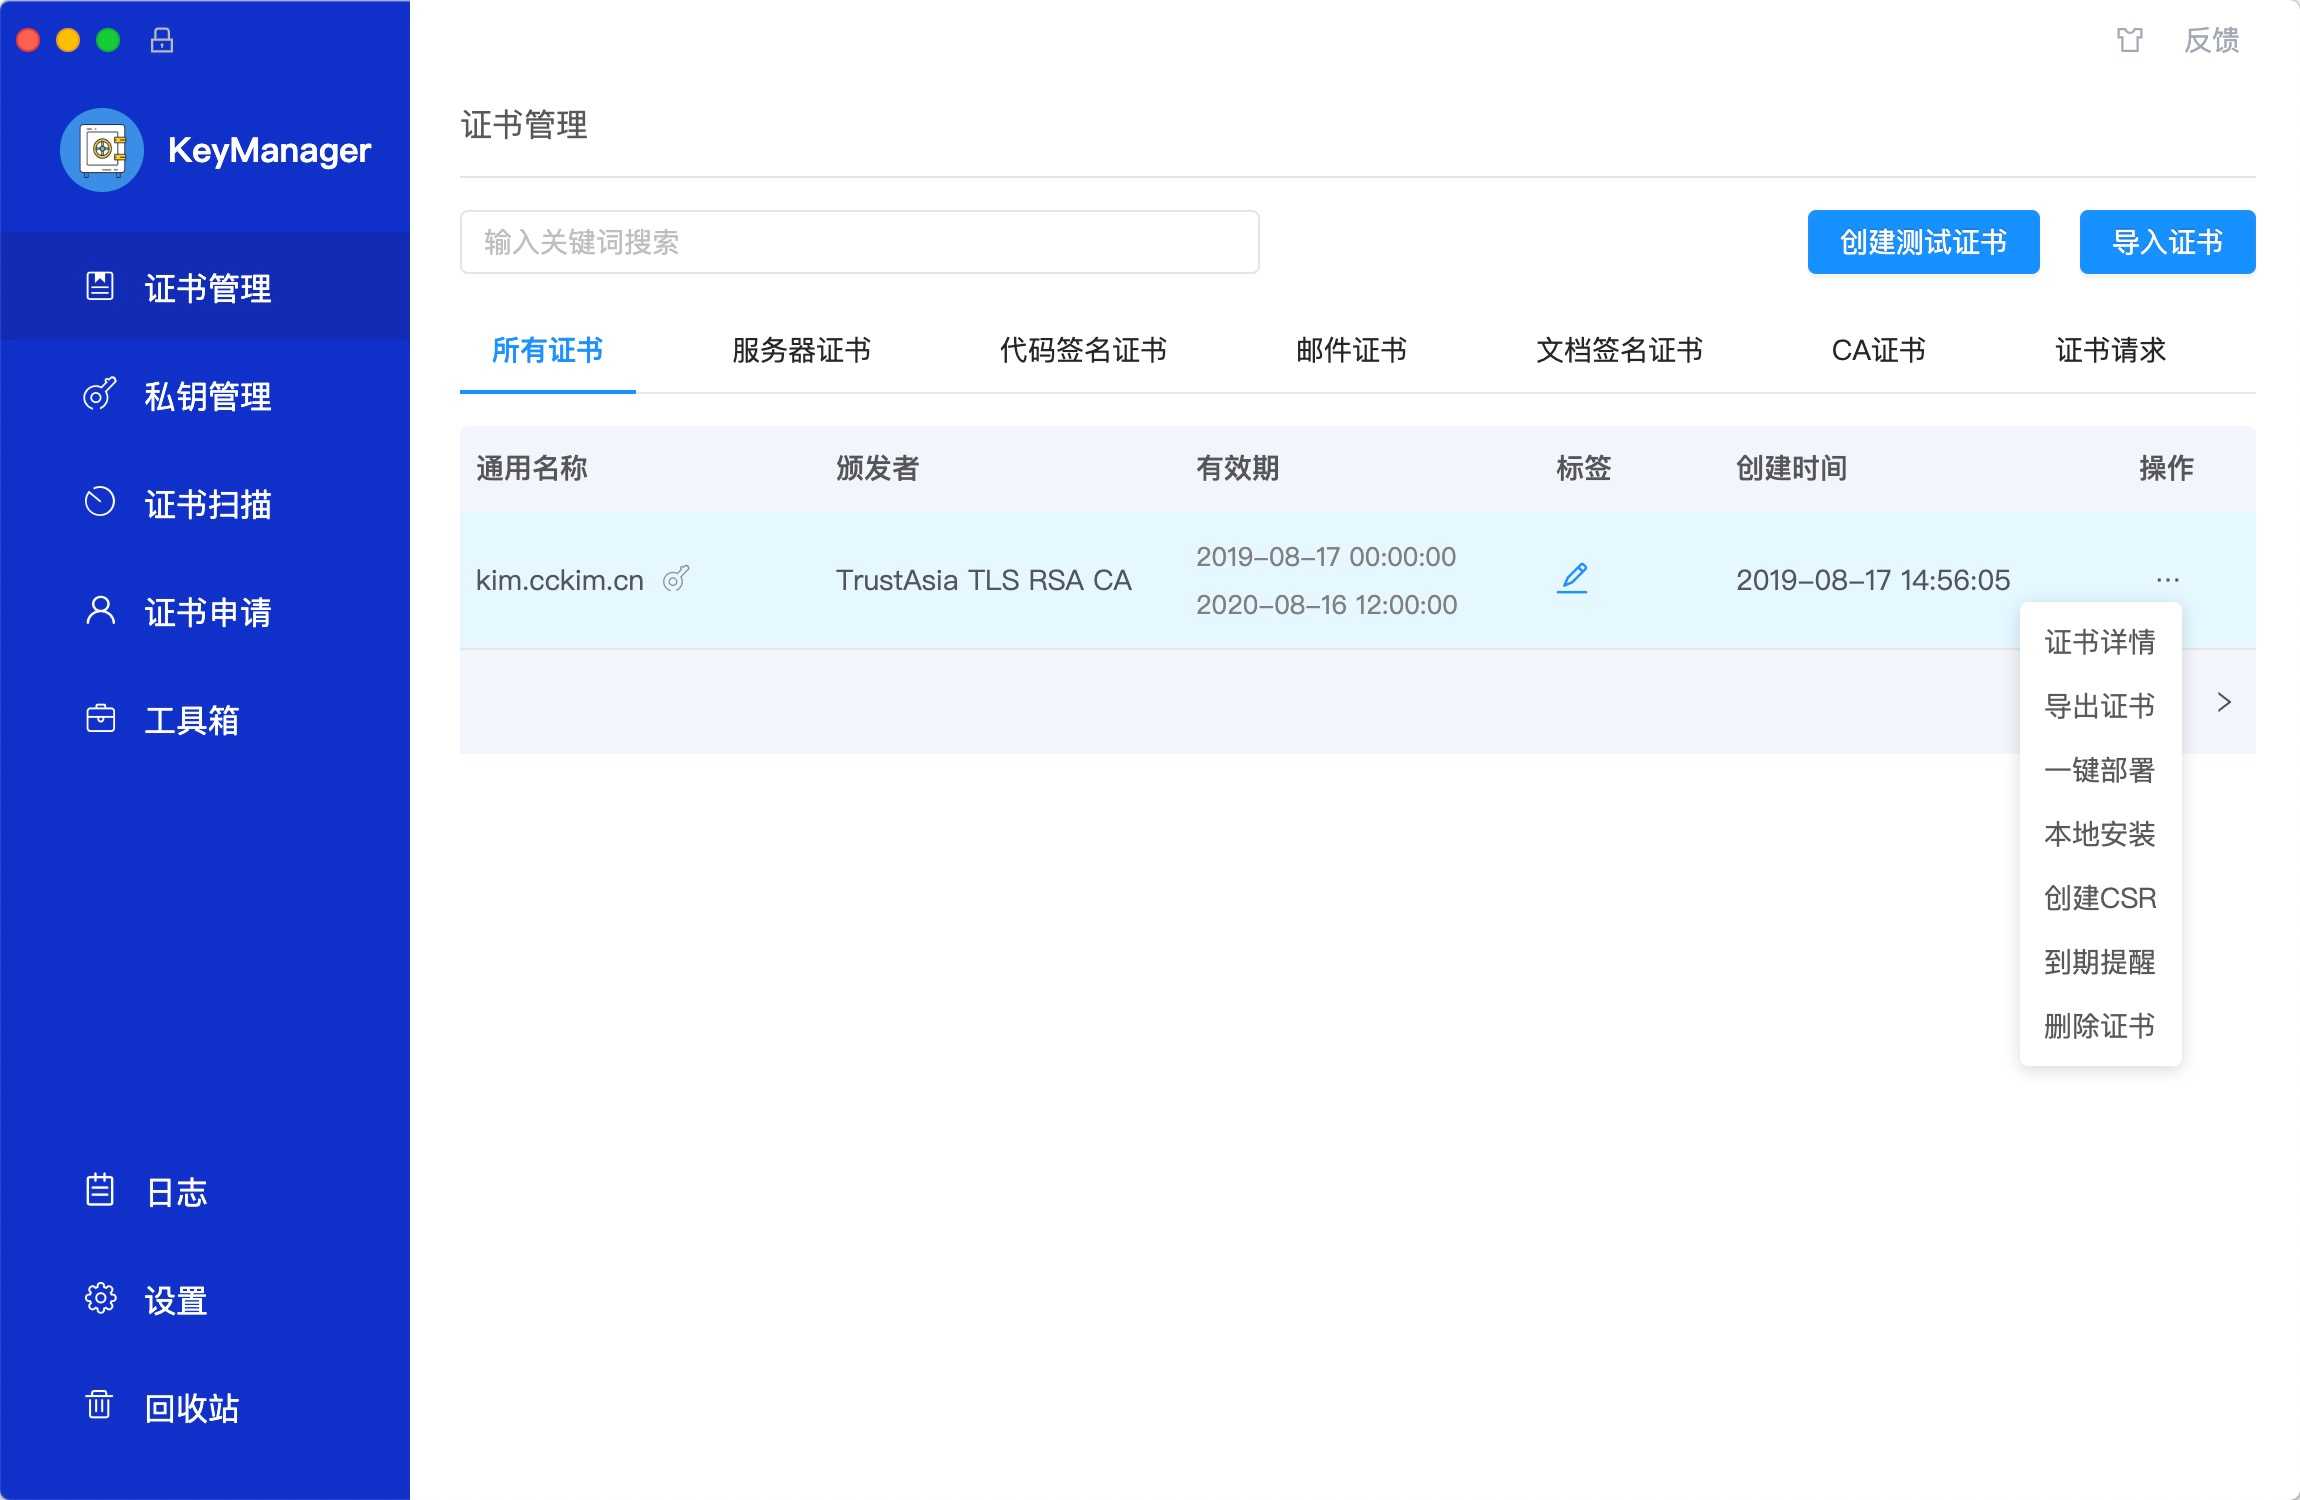 反馈
KeyManager
证书管理
私钥管理
证书扫描
证书申请
工具箱
日志
设置
回收站
证书管理
输入关键词搜索
创建测试证书
导入证书
所有证书 服务器证书 代码签名证书 邮件证书 文档签名证书 CA证书 证书请求
通用名称 颁发者 有效期 标签 创建时间 操作
kim.cckim.cn TrustAsia TLS RSA CA 2019-08-17 00:00:00 2019-08-17 14:56:05 ···
2020-08-16 12:00:00
证书详情
导出证书
一键部署
本地安装
创建CSR
到期提醒
删除证书